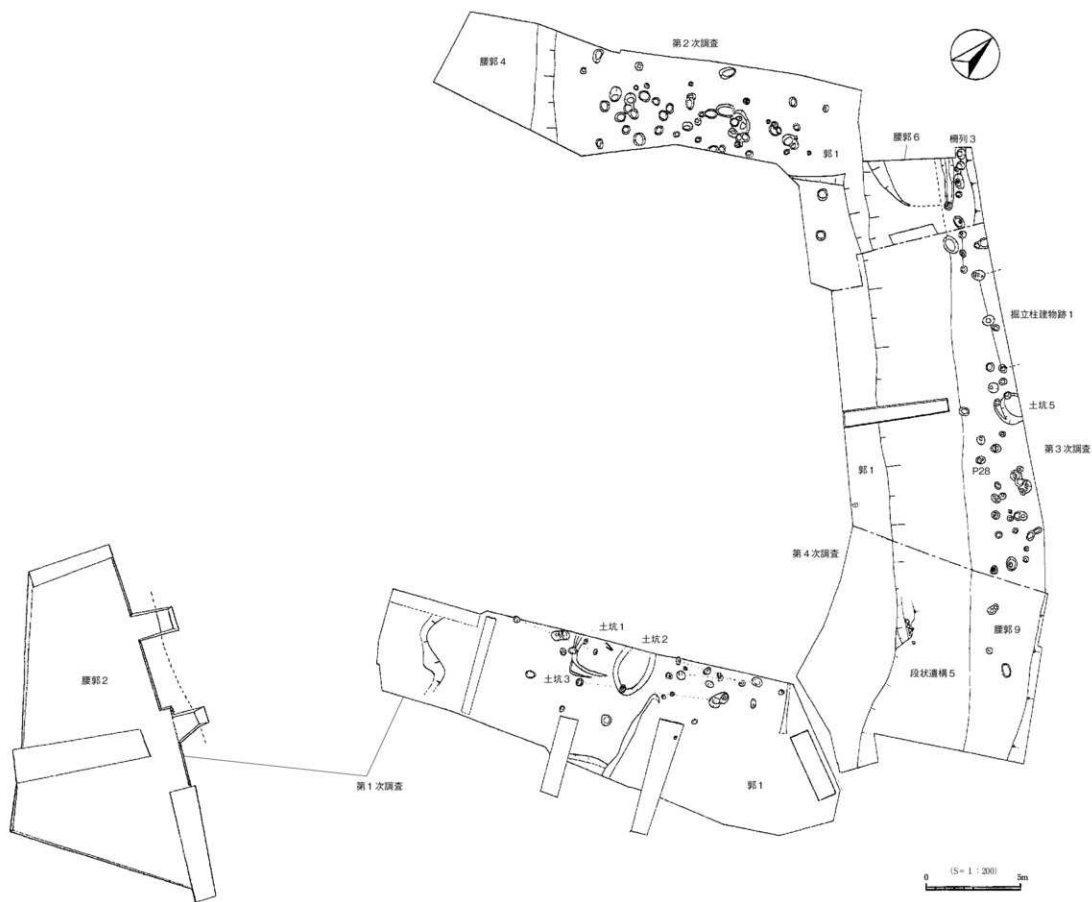 第2次調査
腰郭4
腰郭6
柵列3
郭1
掘立柱建物跡1
土坑5
第3次調査
郭1
P28
第4次調査
土坑1
土坑2
腰郭9
段状遺構5
腰郭2
土坑3
第1次調査
郭1
(S=1:200)
0 5m